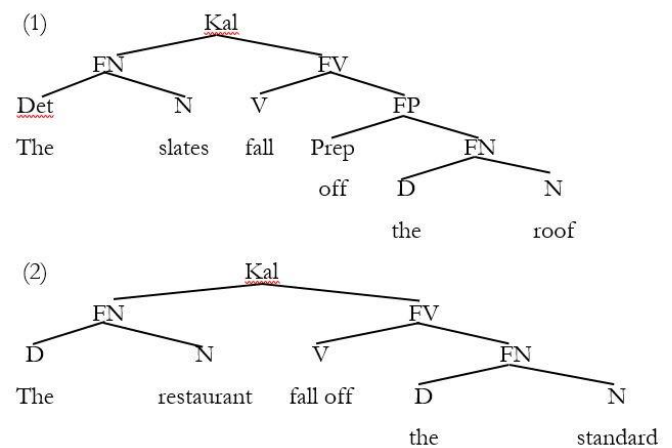 (1) Kal
FN FV
Det N V FP
The slates fall Prep FN
off D N
the roof
(2) Kal
FN FV
D N V FN
The restaurant fall off D N
the standard